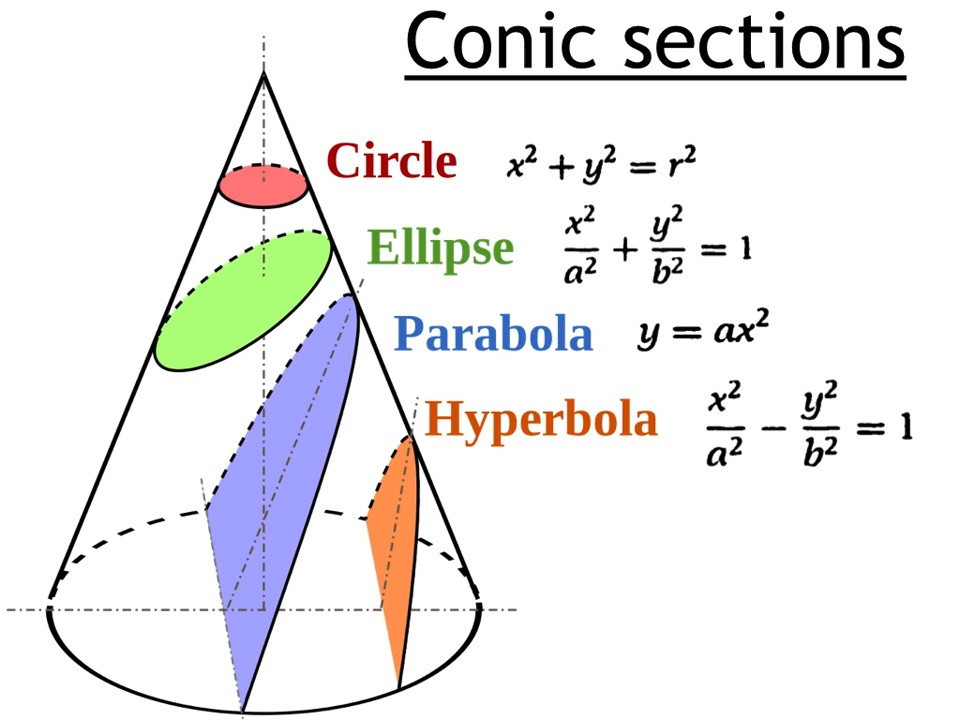 Conic sections
Circle x² + y² = r²
Ellipse x²/a² + y²/b² = 1
Parabola y = ax²
Hyperbola x²/a² − y²/b² = 1